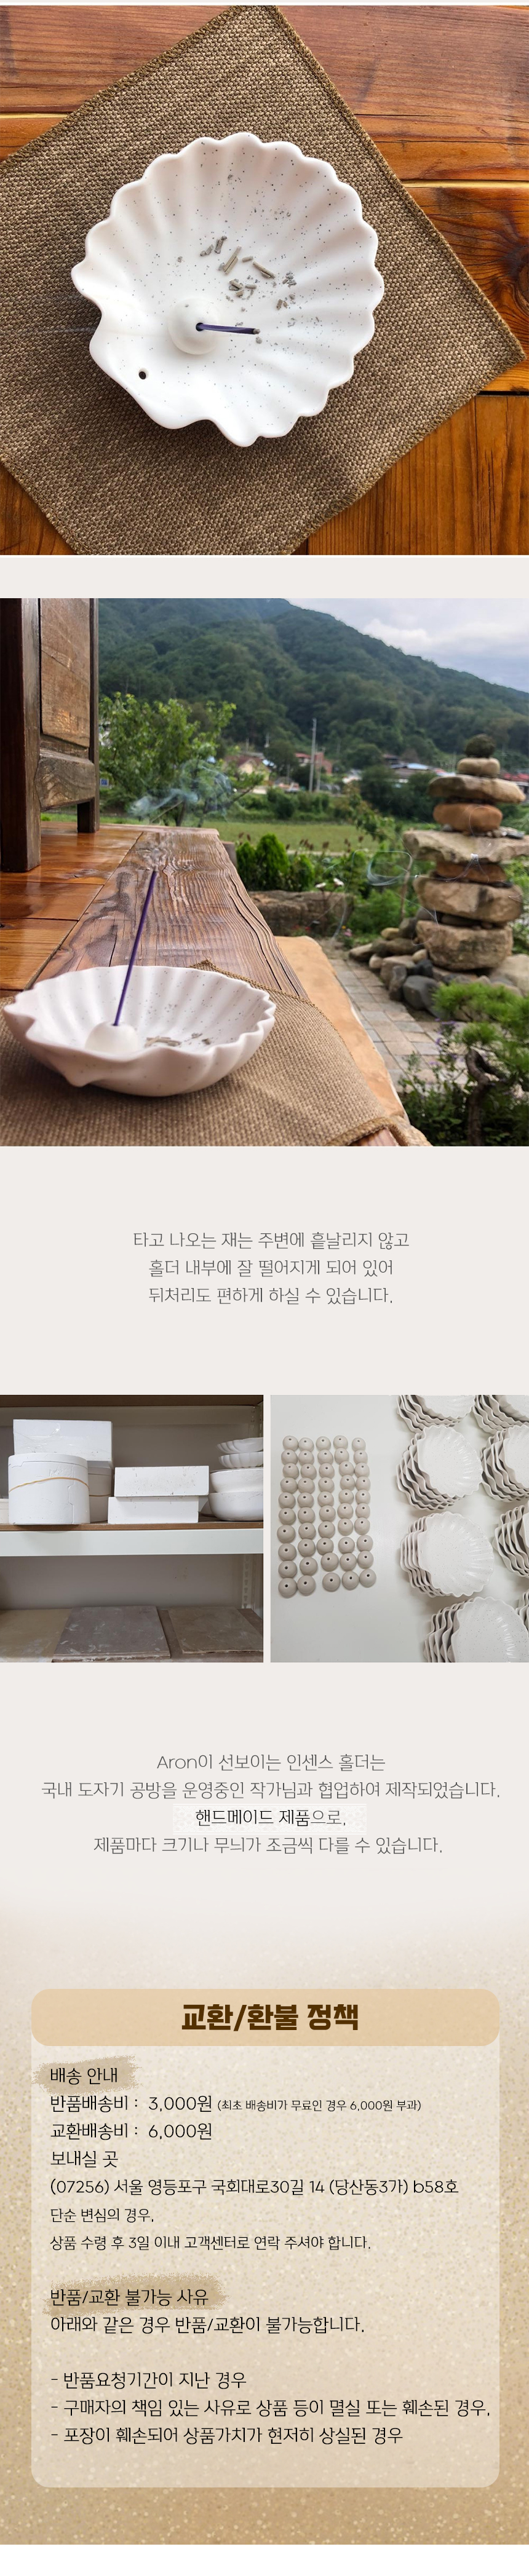 타고 나오는 재는 주변에 흩날리지 않고
홀더 내부에 잘 떨어지게 되어 있어
뒤처리도 편하게 하실 수 있습니다.
Aron이 선보이는 인센스 홀더는
국내 도자기 공방을 운영중인 작가님과 협업하여 제작되었습니다.
핸드메이드 제품으로,
제품마다 크기나 무늬가 조금씩 다를 수 있습니다.
교환/환불 정책
배송 안내
반품배송비 : 3,000원 (최초 배송비가 무료인 경우 6,000원 부과)
교환배송비 : 6,000원
보내실 곳
(07256) 서울 영등포구 국회대로30길 14 (당산동3가) b58호
단순 변심의 경우,
상품 수령 후 3일 이내 고객센터로 연락 주셔야 합니다.
반품/교환 불가능 사유
아래와 같은 경우 반품/교환이 불가능합니다.
- 반품요청기간이 지난 경우
- 구매자의 책임 있는 사유로 상품 등이 멸실 또는 훼손된 경우,
- 포장이 훼손되어 상품가치가 현저히 상실된 경우